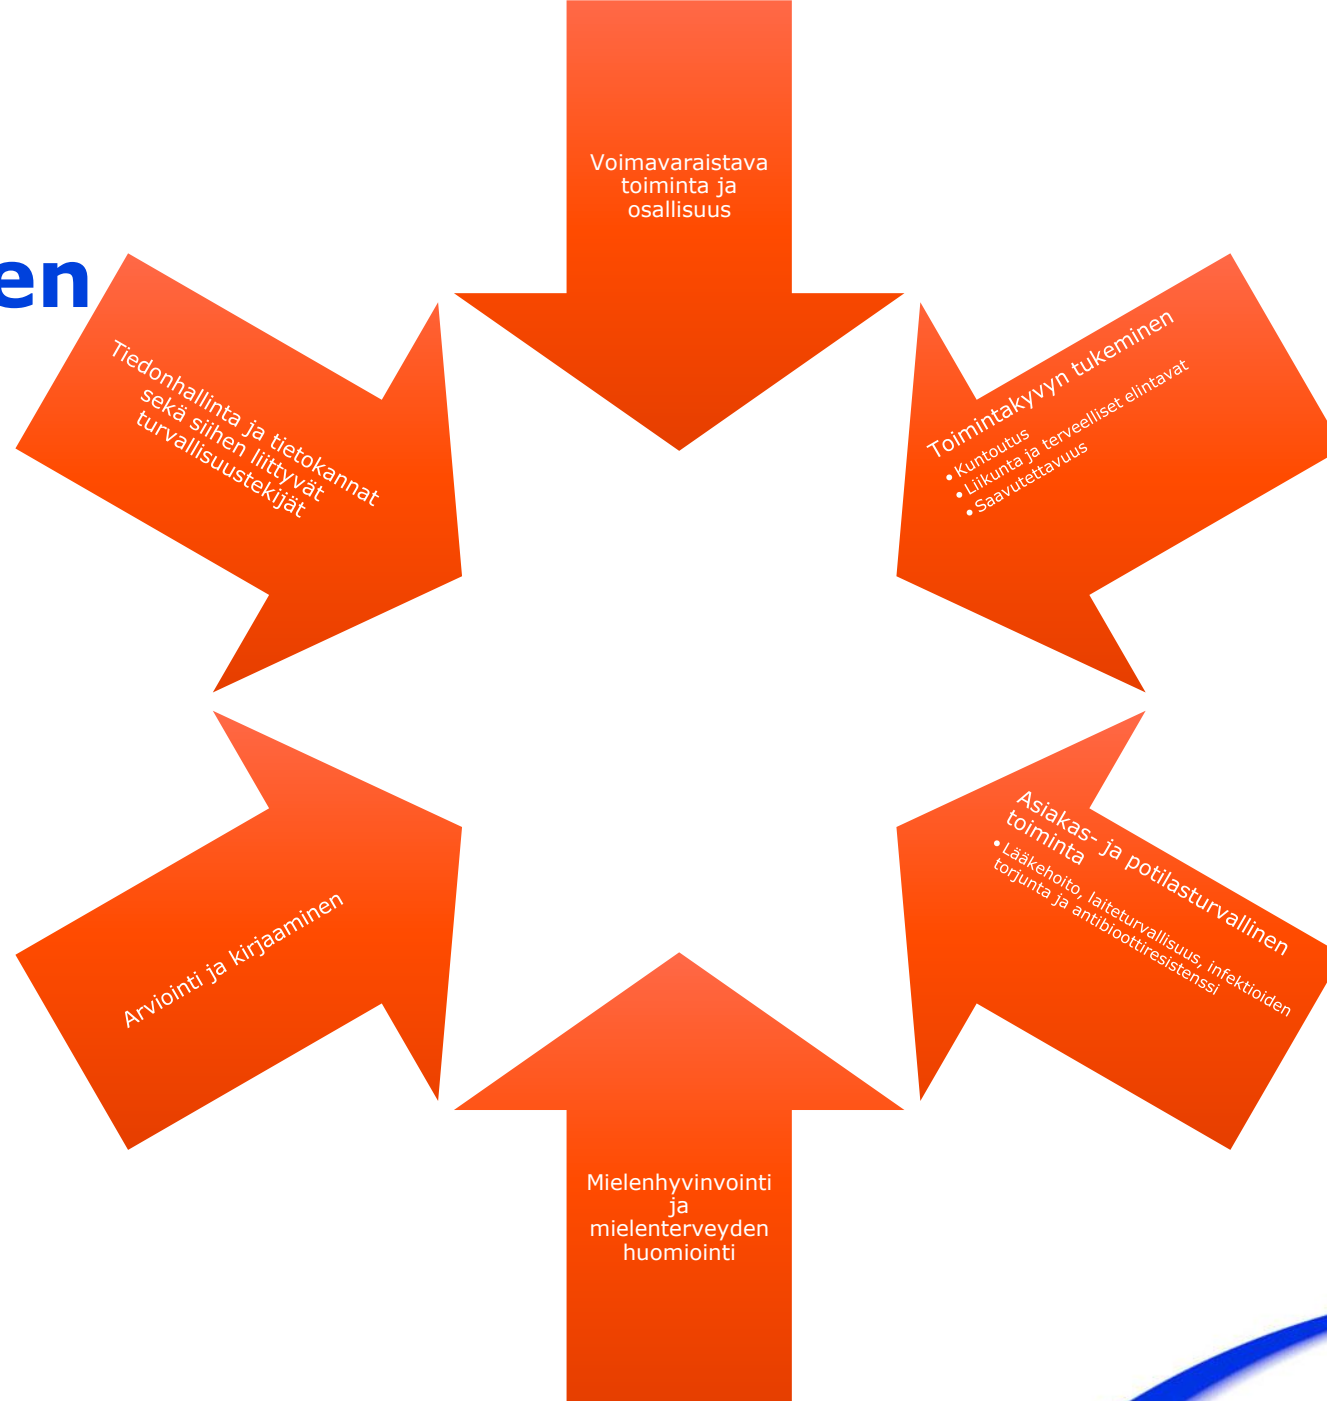 Voimavaraistava
toiminta ja
osallisuus
en
Tiedonhallinta ja tietokannat
sekä siihen liittyvät
turvallisuustekijät
Toimintakyvyn tukeminen
• Kuntoutus
• Liikunta ja terveelliset elintavat
• Saavutettavuus
Arviointi ja kirjaaminen
Asiakas- ja potilasturvallinen
toiminta
• Lääkehoito, laiteturvallisuus, infektioiden
torjunta ja antibioottiresistenssi
Mielenhyvinvointi
ja
mielenterveyden
huomiointi